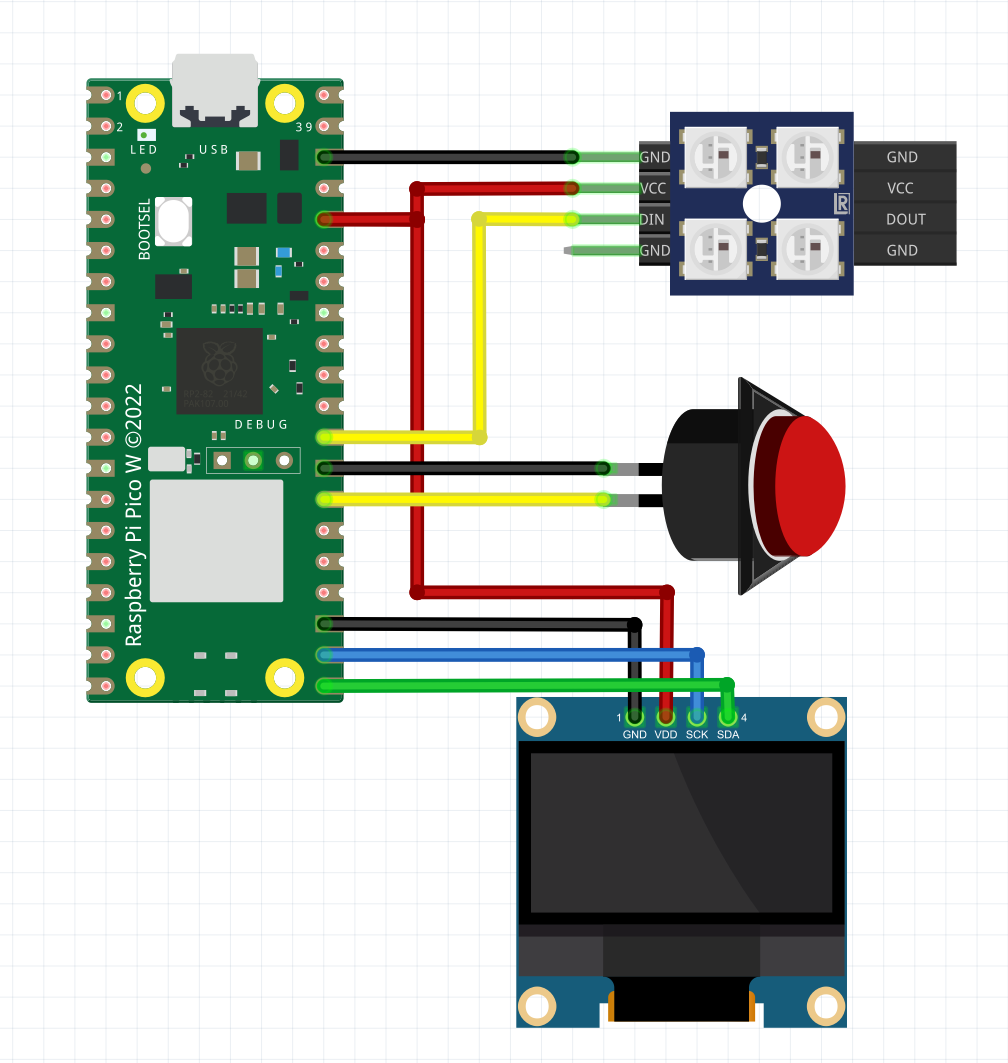 1
2
39
LED
USB
BOOTSEL
DEBUG
Raspberry Pi Pico W ©2022
GND
VCC
DIN
GND
R
GND
VCC
DOUT
GND
1
4
GND VDD SCK SDA